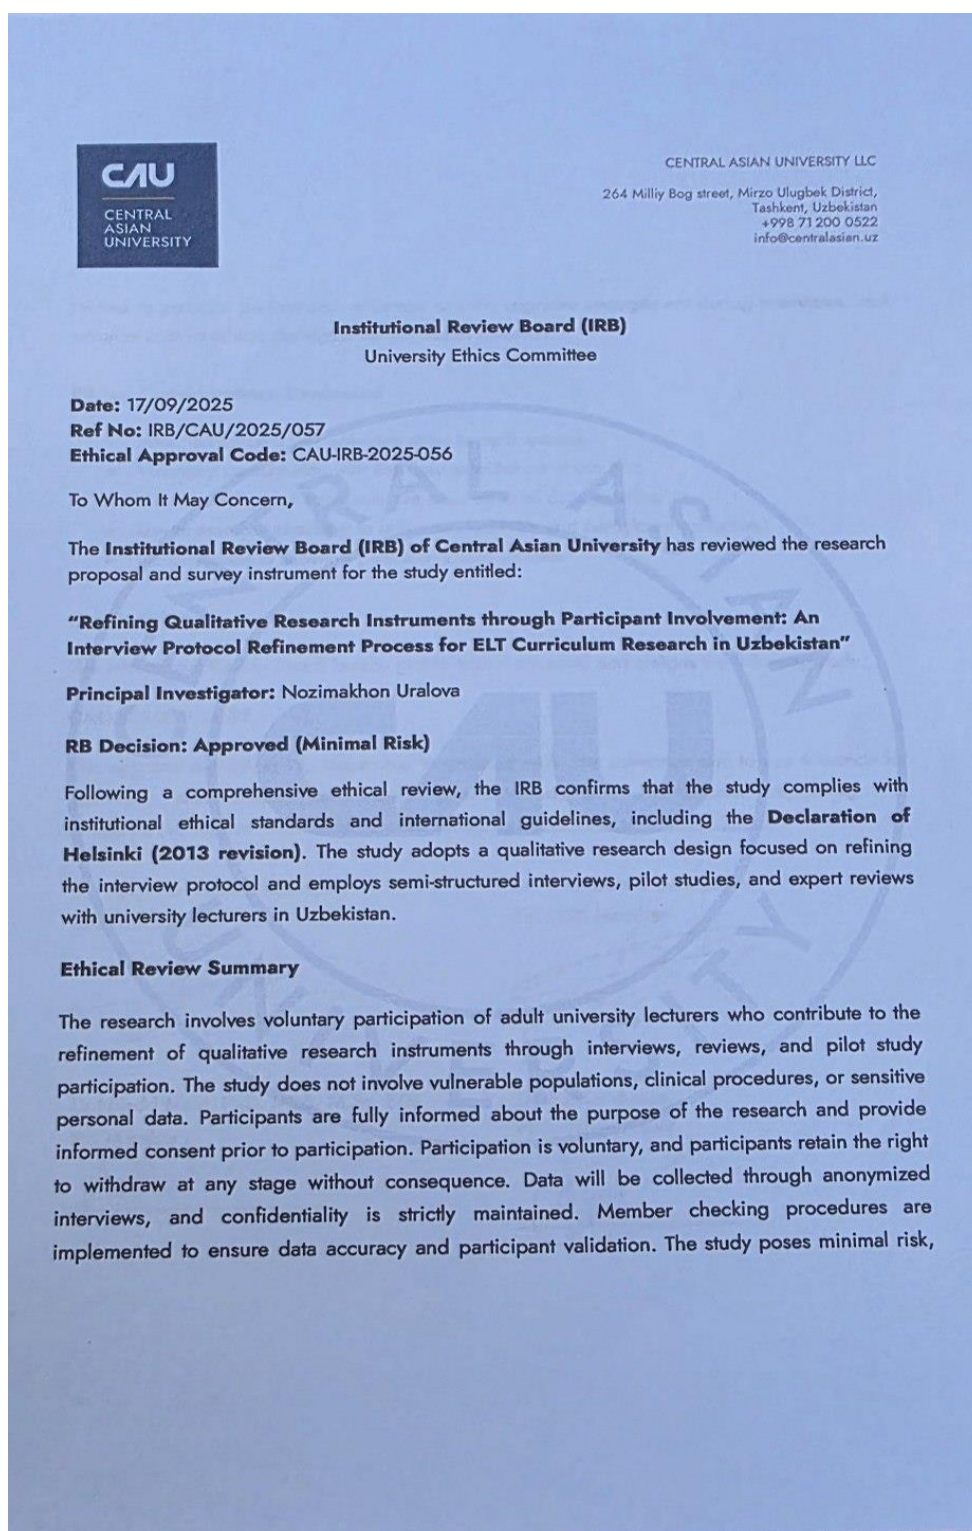 CAU
CENTRAL
ASIAN
UNIVERSITY
CENTRAL ASIAN UNIVERSITY LLC
264 Milliy Bog street, Mirzo Ulugbek District,
Tashkent, Uzbekistan
+998 71 200 0522
info@centralasian.uz
Institutional Review Board (IRB)
University Ethics Committee
Date: 17/09/2025
Ref No: IRB/CAU/2025/057
Ethical Approval Code: CAU-IRB-2025-056
To Whom It May Concern,
The Institutional Review Board (IRB) of Central Asian University has reviewed the research
proposal and survey instrument for the study entitled:
“Refining Qualitative Research Instruments through Participant Involvement: An
Interview Protocol Refinement Process for ELT Curriculum Research in Uzbekistan”
Principal Investigator: Nozimakhon Uralova
RB Decision: Approved (Minimal Risk)
Following a comprehensive ethical review, the IRB confirms that the study complies with
institutional ethical standards and international guidelines, including the Declaration of
Helsinki (2013 revision). The study adopts a qualitative research design focused on refining
the interview protocol and employs semi-structured interviews, pilot studies, and expert reviews
with university lecturers in Uzbekistan.
Ethical Review Summary
The research involves voluntary participation of adult university lecturers who contribute to the
refinement of qualitative research instruments through interviews, reviews, and pilot study
participation. The study does not involve vulnerable populations, clinical procedures, or sensitive
personal data. Participants are fully informed about the purpose of the research and provide
informed consent prior to participation. Participation is voluntary, and participants retain the right
to withdraw at any stage without consequence. Data will be collected through anonymized
interviews, and confidentiality is strictly maintained. Member checking procedures are
implemented to ensure data accuracy and participant validation. The study poses minimal risk,
CENTRAL ASIAN UNIVERSITY
CAU